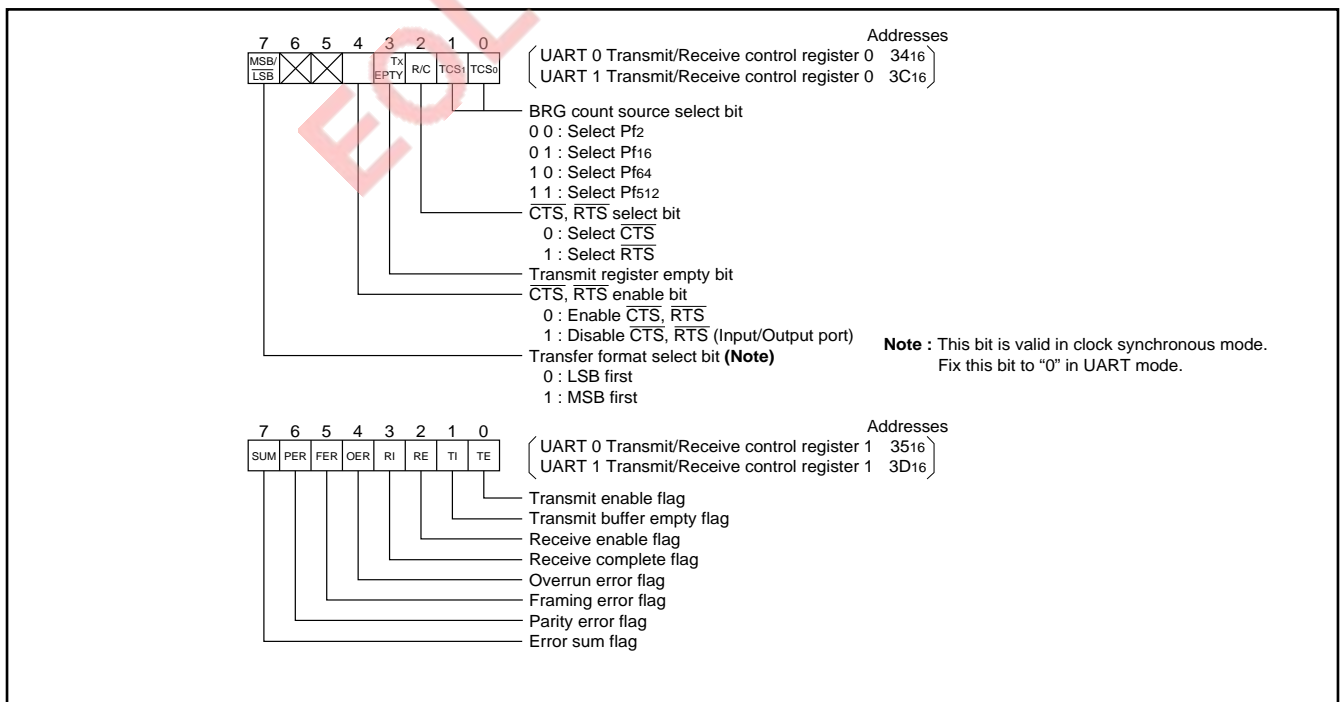 Addresses
7 6 5 4 3 2 1 0
MSB/LSB Tx EPTY R/C TCS1 TCS0
UART 0 Transmit/Receive control register 0 3416
UART 1 Transmit/Receive control register 0 3C16
BRG count source select bit
0 0 : Select Pf2
0 1 : Select Pf16
1 0 : Select Pf64
1 1 : Select Pf512
CTS, RTS select bit
0 : Select CTS
1 : Select RTS
Transmit register empty bit
CTS, RTS enable bit
0 : Enable CTS, RTS
1 : Disable CTS, RTS (Input/Output port)
Transfer format select bit (Note)
0 : LSB first
1 : MSB first
Note : This bit is valid in clock synchronous mode.
Fix this bit to “0” in UART mode.
Addresses
7 6 5 4 3 2 1 0
SUM PER FER OER RI RE TI TE
UART 0 Transmit/Receive control register 1 3516
UART 1 Transmit/Receive control register 1 3D16
Transmit enable flag
Transmit buffer empty flag
Receive enable flag
Receive complete flag
Overrun error flag
Framing error flag
Parity error flag
Error sum flag
EOL